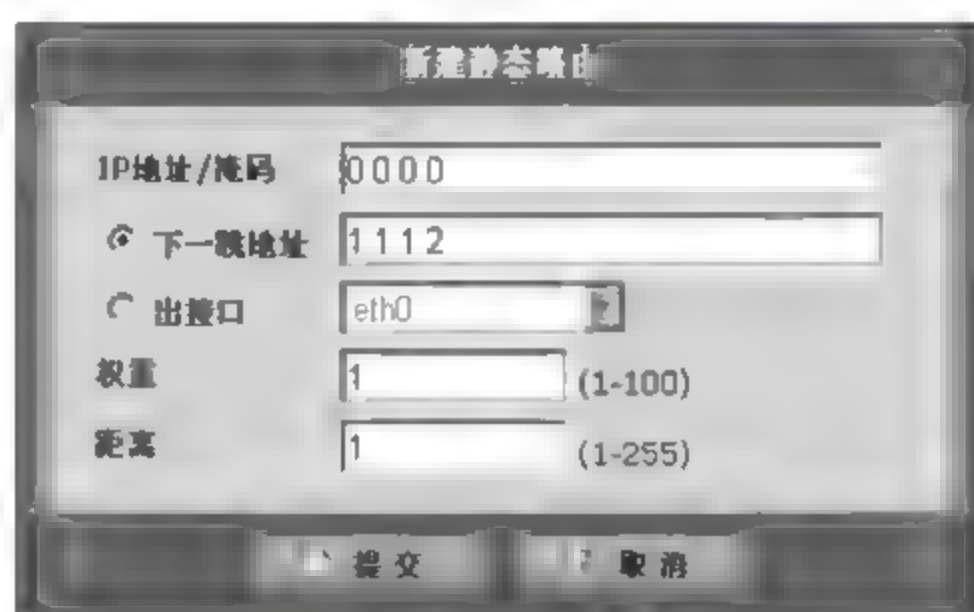 新建静态路由
IP地址/掩码 0000
下一跳地址 1112
出接口 eth0
权重 1 (1-100)
距离 1 (1-255)
提交 取消